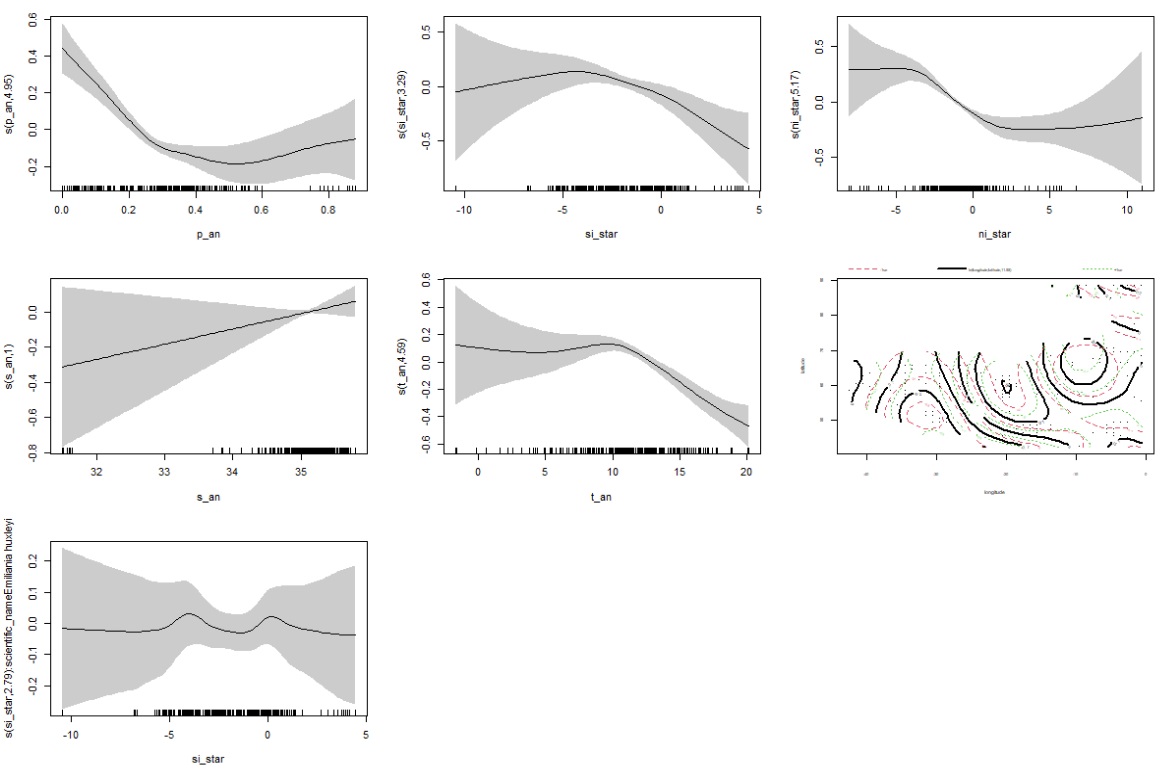 s(p_an,4.95)
0.6
0.4
0.2
0.0
-0.2
0.0 0.2 0.4 0.6 0.8
p_an
s(si_star,3.29)
0.5
0.0
-0.5
-10 -5 0 5
si_star
s(ni_star,5.17)
0.5
0.0
-0.5
-5 0 5 10
ni_star
s(s_an,1)
0.0
-0.2
-0.4
-0.6
-0.8
32 33 34 35
s_an
s(t_an,4.59)
0.6
0.4
0.2
0.0
-0.2
-0.4
-0.6
0 5 10 15 20
t_an
latitude
longitude
s(si_star,2.79):scientific_nameEmiliania huxleyi
0.2
0.1
0.0
-0.1
-0.2
-10 -5 0 5
si_star